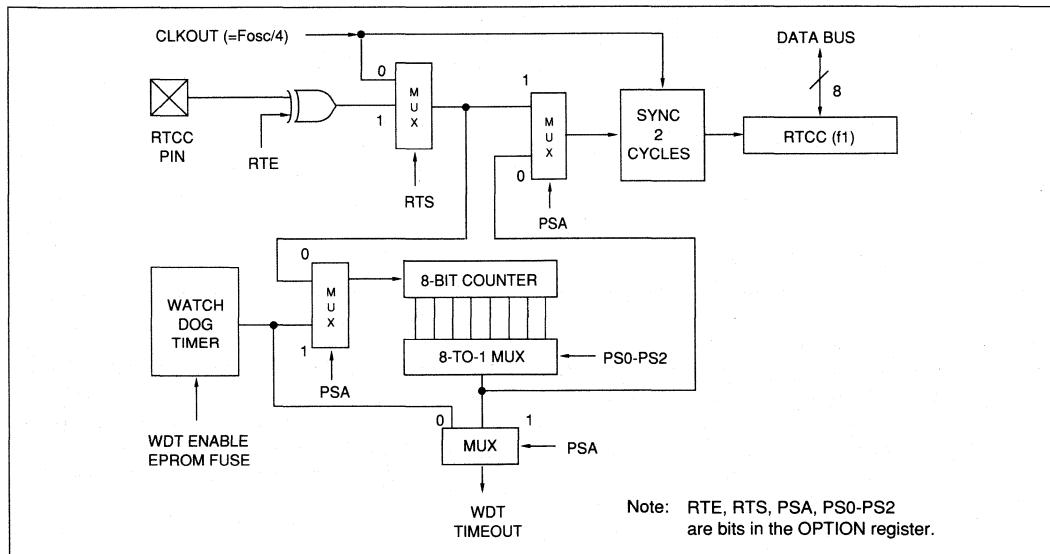 CLKOUT (=Fosc/4)
DATA BUS
8
0
1
MUX
RTCC
PIN
RTE
RTS
1
0
MUX
PSA
SYNC
2
CYCLES
RTCC (f1)
0
1
MUX
WATCH
DOG
TIMER
PSA
8-BIT COUNTER
8-TO-1 MUX
PS0-PS2
0
1
MUX
PSA
WDT ENABLE
EPROM FUSE
WDT
TIMEOUT
Note: RTE, RTS, PSA, PS0-PS2
are bits in the OPTION register.